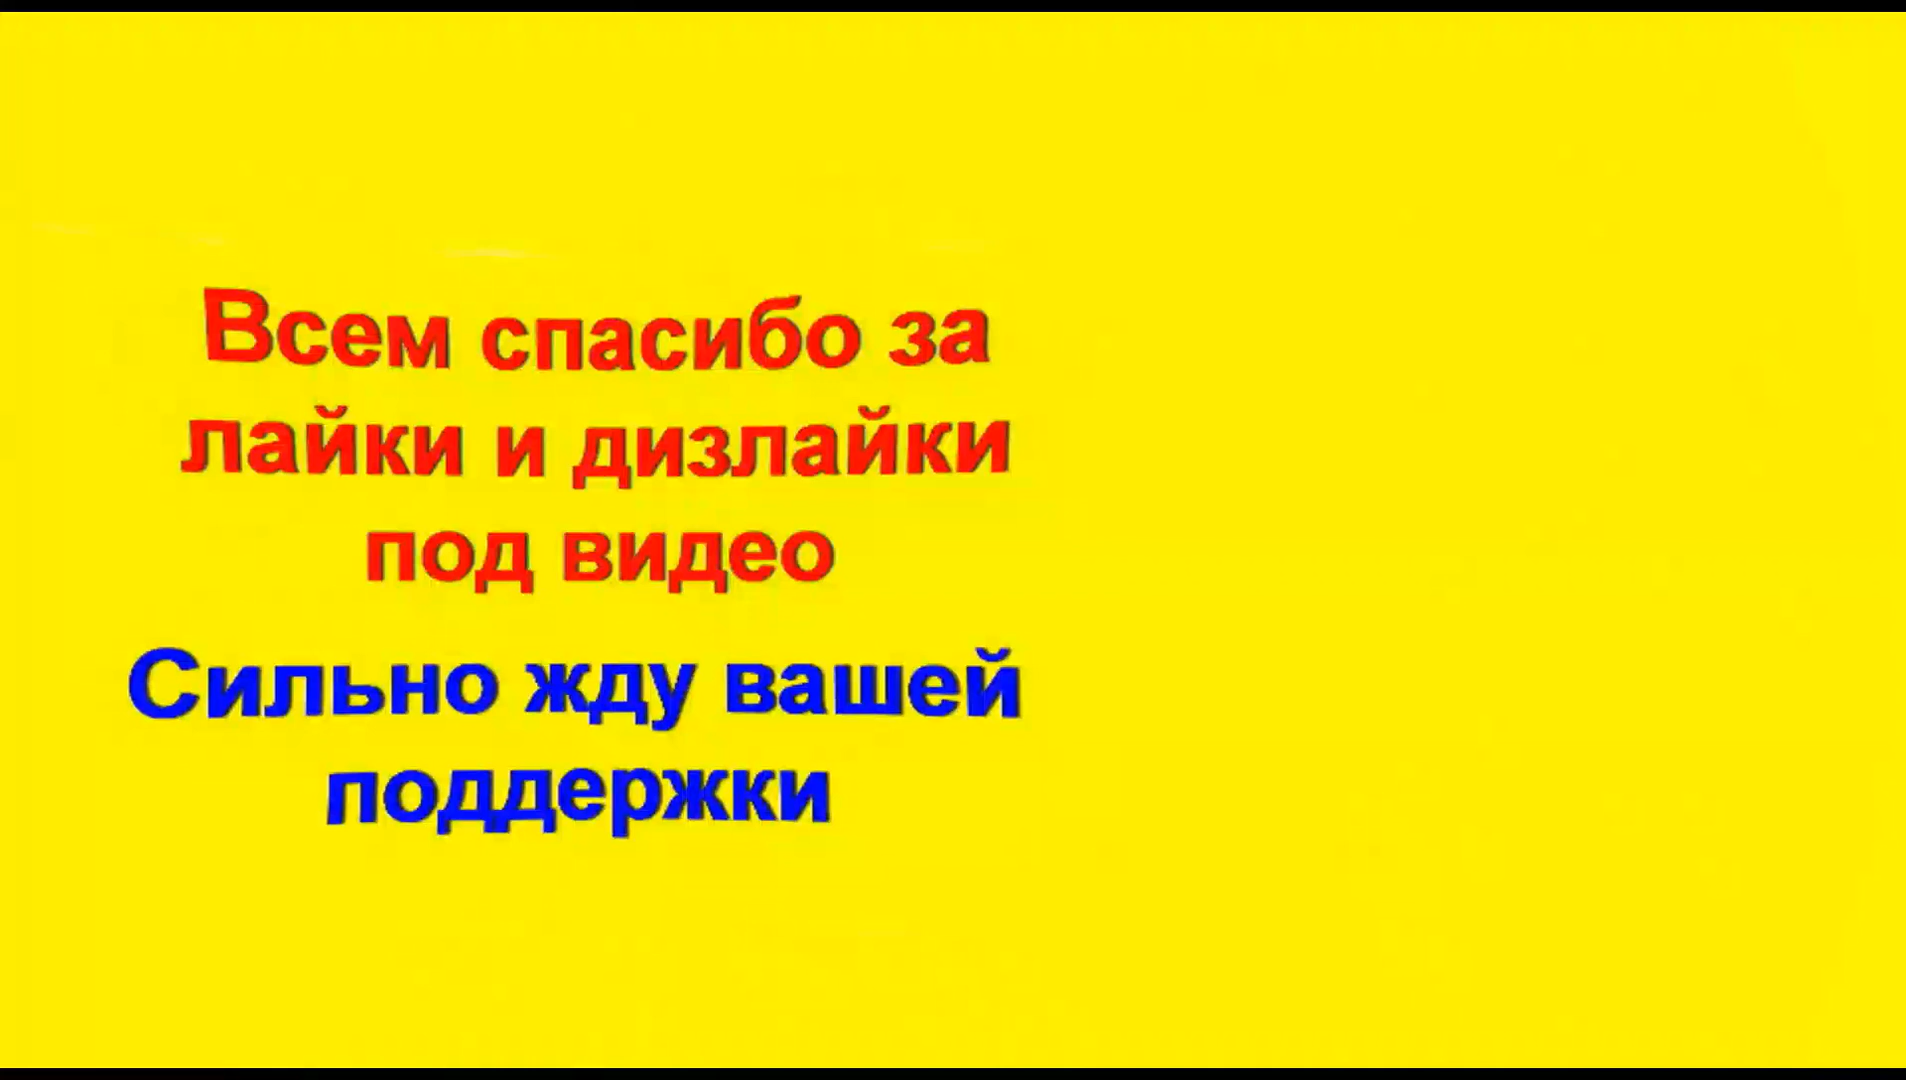 Всем спасибо за
лайки и дизлайки
под видео
Сильно жду вашей
поддержки